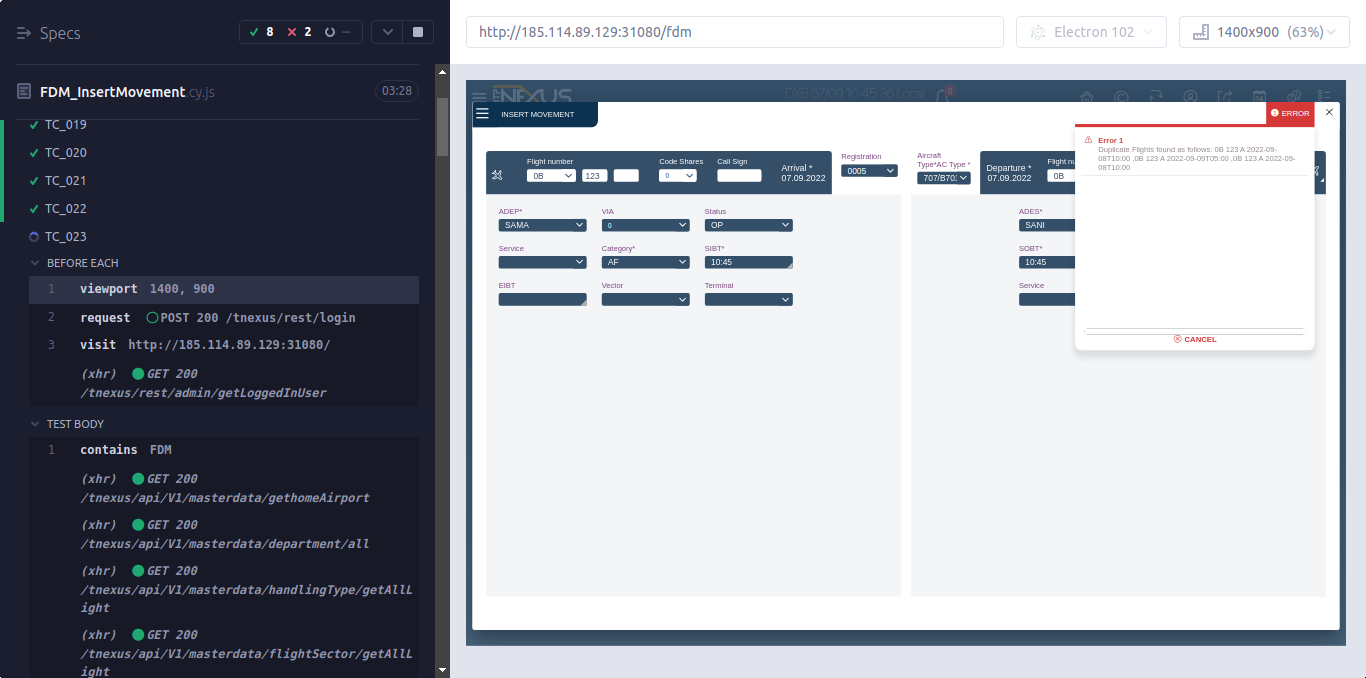 Specs
8
2
--
FDM_InsertMovement.cy.js
03:28
TC_019
TC_020
TC_021
TC_022
TC_023
BEFORE EACH
1 viewport 1400, 900
2 request POST 200 /tnexus/rest/login
3 visit http://185.114.89.129:31080/
(xhr) GET 200
/tnexus/rest/admin/getLoggedInUser
TEST BODY
1 contains FDM
(xhr) GET 200
/tnexus/api/V1/masterdata/gethomeAirport
(xhr) GET 200
/tnexus/api/V1/masterdata/department/all
(xhr) GET 200
/tnexus/api/V1/masterdata/handlingType/getAllL
ight
(xhr) GET 200
/tnexus/api/V1/masterdata/flightSector/getAllL
ight
http://185.114.89.129:31080/fdm
Electron 102
1400x900 (63%)
NEXUS
DXB 07/09 10:45:36 Local
0
INSERT MOVEMENT
ERROR
Error 1
Duplicate Flights found as follows: 0B 123 A 2022-09-
08T10:00 ,0B 123 A 2022-09-09T05:00 ,0B 123 A 2022-09-
08T10:00
CANCEL
Flight number
0B
123
Code Shares
0
Call Sign
Arrival *
07.09.2022
Registration
0005
Aircraft
Type*AC Type *
707/B70
Departure *
07.09.2022
Flight nu
0B
ADEP*
SAMA
VIA
0
Status
OP
Service
Category*
AF
SIBT*
10:45
EIBT
Vector
Terminal
ADES*
SANI
SOBT*
10:45
Service